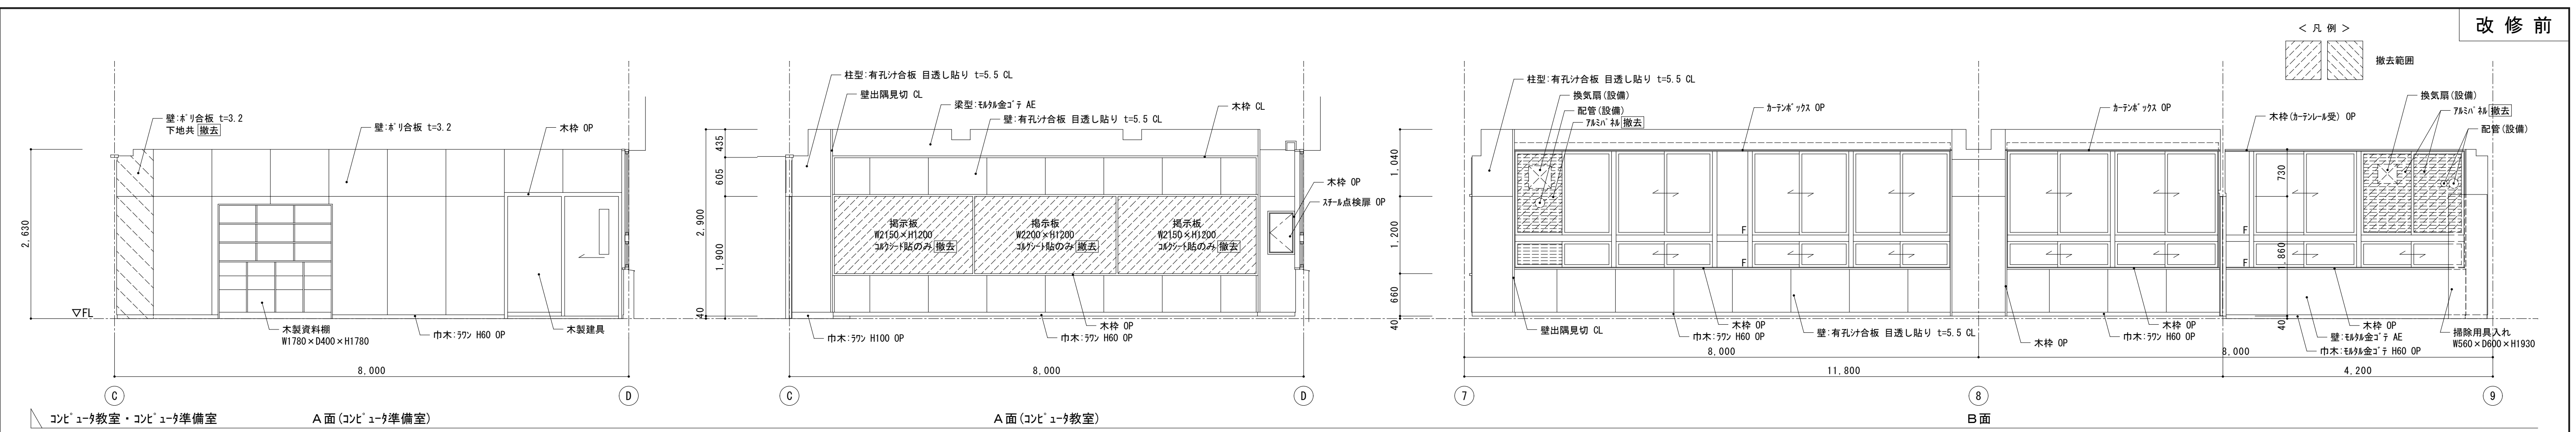 改 修 前
< 凡 例 >
撤去範囲
壁:ﾎﾟﾘ合板 t=3.2
下地共 撤去
壁:ﾎﾟﾘ合板 t=3.2
木枠 OP
2,630
▽FL
木製資料棚
W1780×D400×H1780
巾木:ﾗﾜﾝ H60 OP
木製建具
8,000
C
D
柱型:有孔ｼﾅ合板 目透し貼り t=5.5 CL
壁出隅見切 CL
梁型:ﾓﾙﾀﾙ金ｺﾞﾃ AE
壁:有孔ｼﾅ合板 目透し貼り t=5.5 CL
木枠 CL
435
605
2,900
1,900
40
掲示板
W2150×H1200
ｺﾙｸｼｰﾄ貼のみ 撤去
掲示板
W2200×H1200
ｺﾙｸｼｰﾄ貼のみ 撤去
掲示板
W2150×H1200
ｺﾙｸｼｰﾄ貼のみ 撤去
木枠 OP
ｽﾁｰﾙ点検扉 OP
巾木:ﾗﾜﾝ H100 OP
木枠 OP
巾木:ﾗﾜﾝ H60 OP
8,000
C
D
柱型:有孔ｼﾅ合板 目透し貼り t=5.5 CL
換気扇(設備)
配管(設備)
ｱﾙﾐﾊﾟﾈﾙ 撤去
ｶｰﾃﾝﾎﾞｯｸｽ OP
ｶｰﾃﾝﾎﾞｯｸｽ OP
木枠(ｶｰﾃﾝﾚｰﾙ受) OP
換気扇(設備)
ｱﾙﾐﾊﾟﾈﾙ 撤去
配管(設備)
1,040
1,200
660
40
F
F
F
F
730
1,860
40
壁出隅見切 CL
木枠 OP
巾木:ﾗﾜﾝ H60 OP
壁:有孔ｼﾅ合板 目透し貼り t=5.5 CL
木枠 OP
木枠 OP
巾木:ﾗﾜﾝ H60 OP
木枠 OP
壁:ﾓﾙﾀﾙ金ｺﾞﾃ AE
巾木:ﾓﾙﾀﾙ金ｺﾞﾃ H60 OP
掃除用具入れ
W560×D600×H1930
8,000
8,000
11,800
4,200
7
8
9
ｺﾝﾋﾟｭｰﾀ教室・ｺﾝﾋﾟｭｰﾀ準備室
A面(ｺﾝﾋﾟｭｰﾀ準備室)
A面(ｺﾝﾋﾟｭｰﾀ教室)
B面